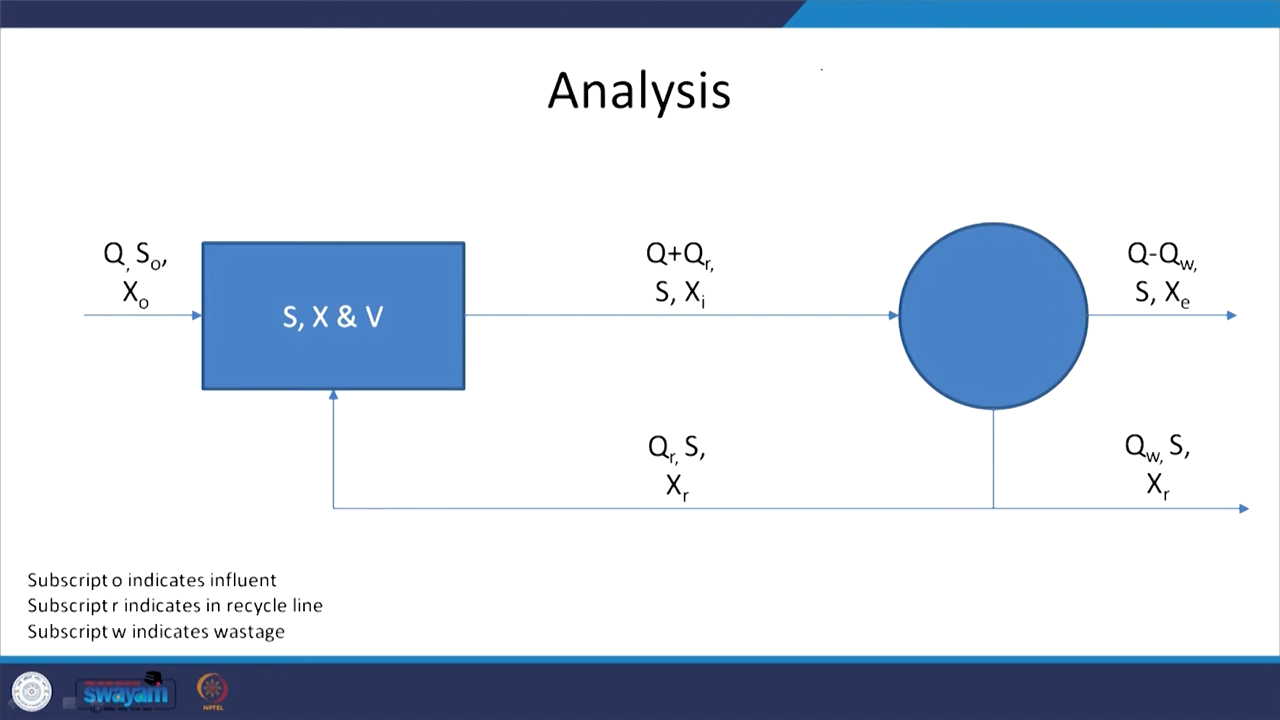 Analysis
Q, So,
Xo
S, X & V
Q+Qr,
S, Xi
Q-Qw,
S, Xe
Qr, S,
Xr
Qw, S,
Xr
Subscript o indicates influent
Subscript r indicates in recycle line
Subscript w indicates wastage
swayam
NPTEL